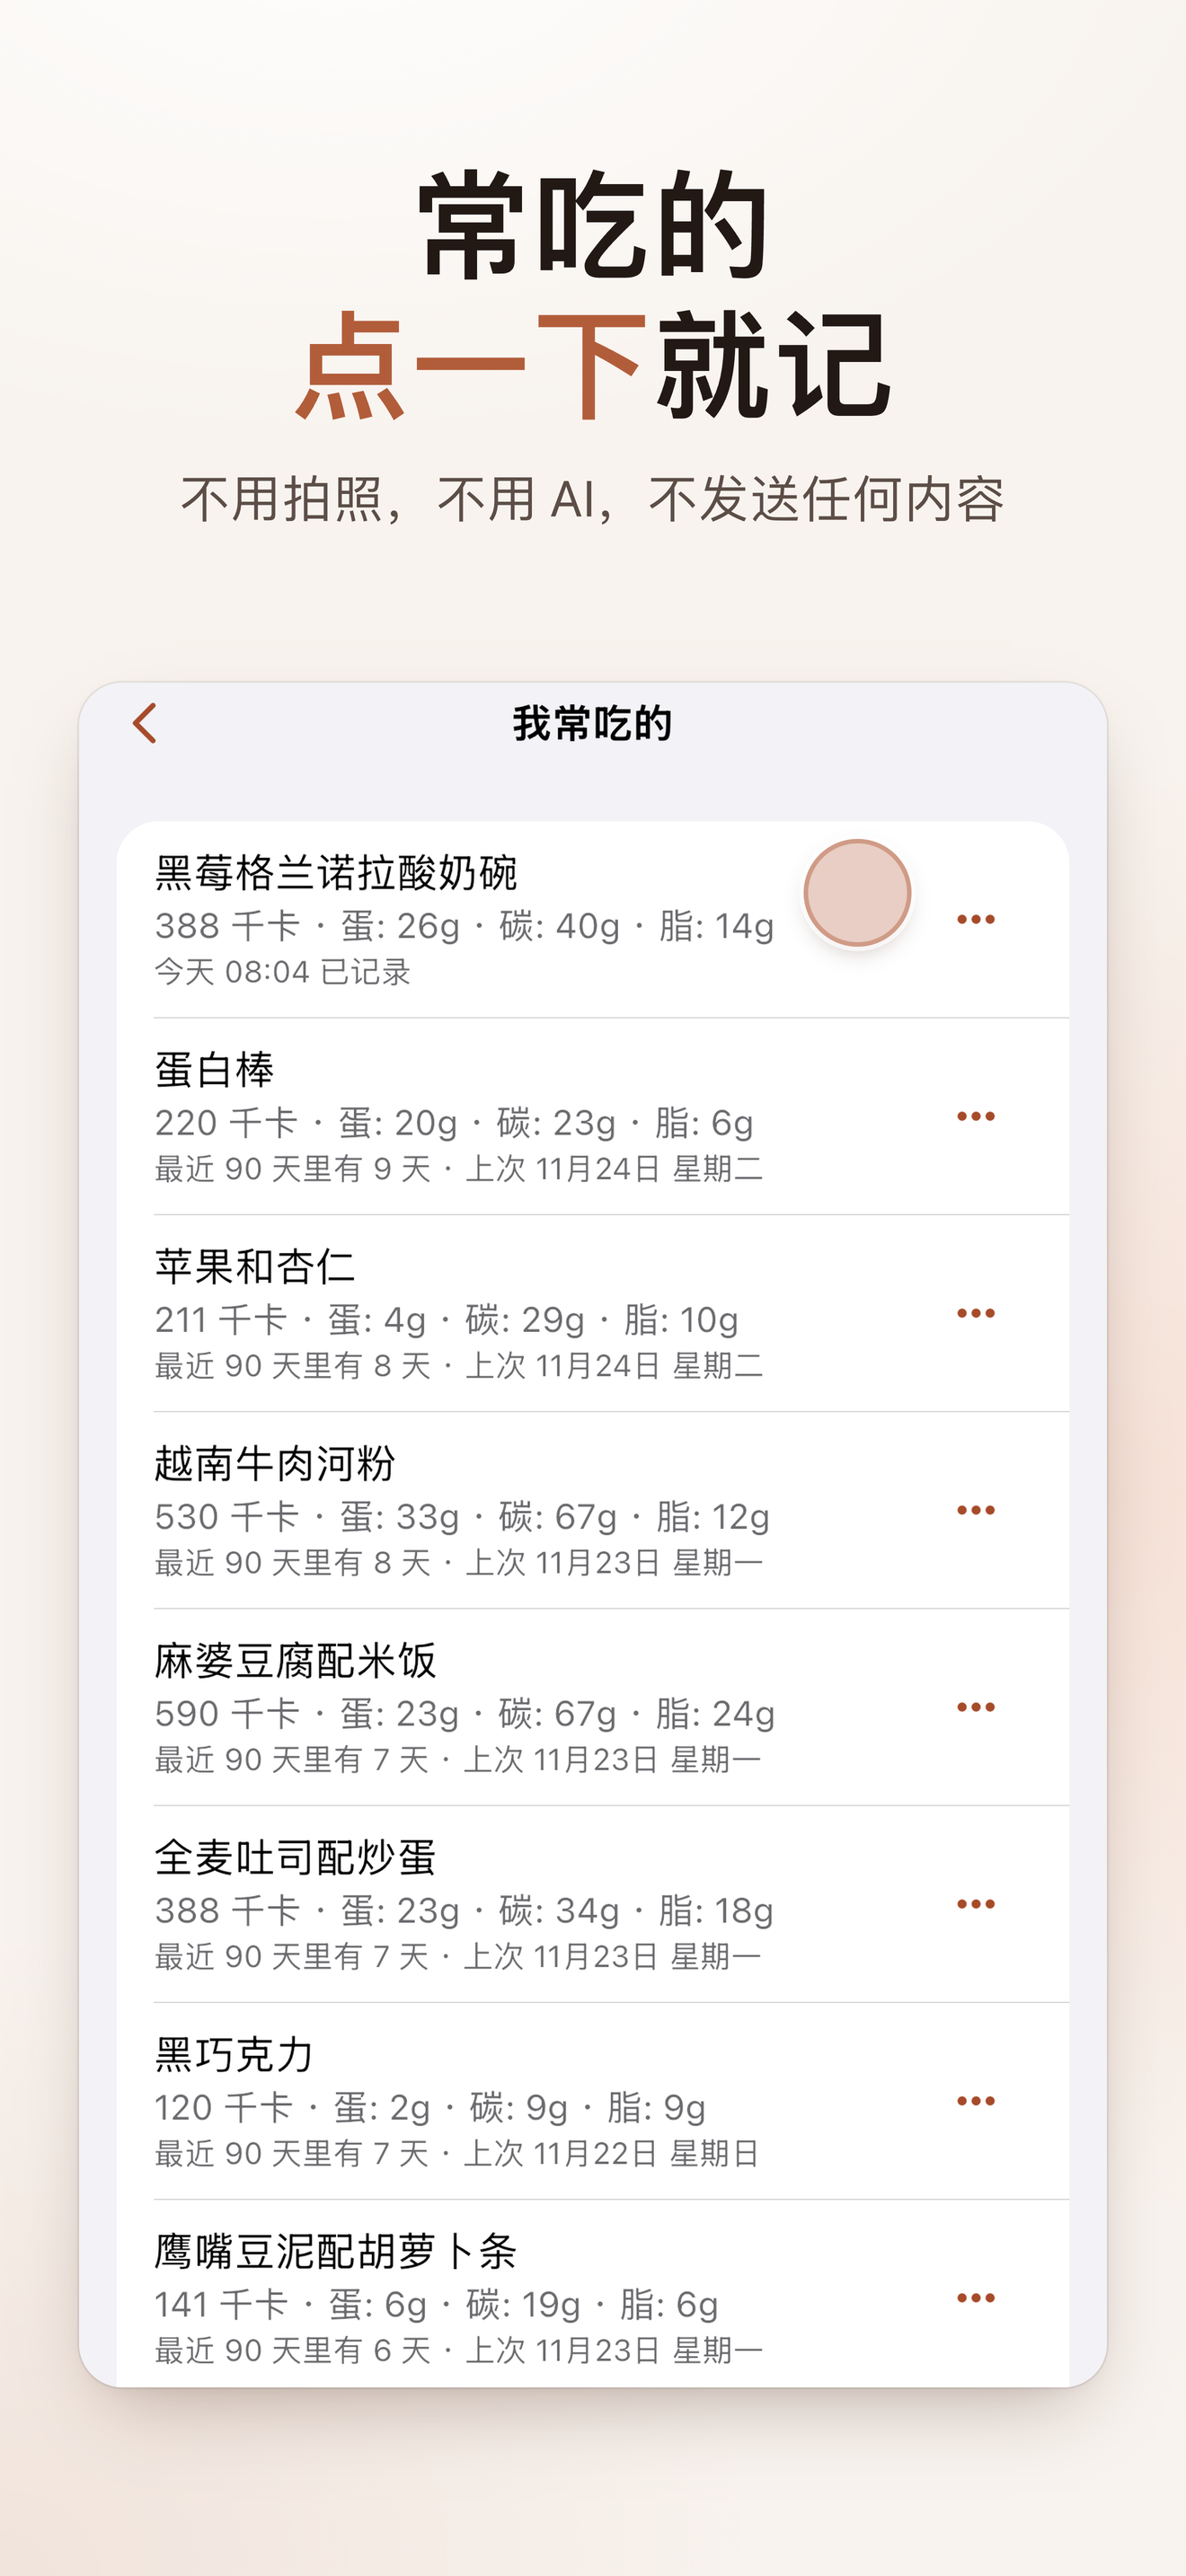 常吃的
点一下就记
不用拍照，不用 AI，不发送任何内容
我常吃的
黑莓格兰诺拉酸奶碗
388 千卡 · 蛋: 26g · 碳: 40g · 脂: 14g
今天 08:04 已记录
蛋白棒
220 千卡 · 蛋: 20g · 碳: 23g · 脂: 6g
最近 90 天里有 9 天 · 上次 11月24日 星期二
苹果和杏仁
211 千卡 · 蛋: 4g · 碳: 29g · 脂: 10g
最近 90 天里有 8 天 · 上次 11月24日 星期二
越南牛肉河粉
530 千卡 · 蛋: 33g · 碳: 67g · 脂: 12g
最近 90 天里有 8 天 · 上次 11月23日 星期一
麻婆豆腐配米饭
590 千卡 · 蛋: 23g · 碳: 67g · 脂: 24g
最近 90 天里有 7 天 · 上次 11月23日 星期一
全麦吐司配炒蛋
388 千卡 · 蛋: 23g · 碳: 34g · 脂: 18g
最近 90 天里有 7 天 · 上次 11月23日 星期一
黑巧克力
120 千卡 · 蛋: 2g · 碳: 9g · 脂: 9g
最近 90 天里有 7 天 · 上次 11月22日 星期日
鹰嘴豆泥配胡萝卜条
141 千卡 · 蛋: 6g · 碳: 19g · 脂: 6g
最近 90 天里有 6 天 · 上次 11月23日 星期一